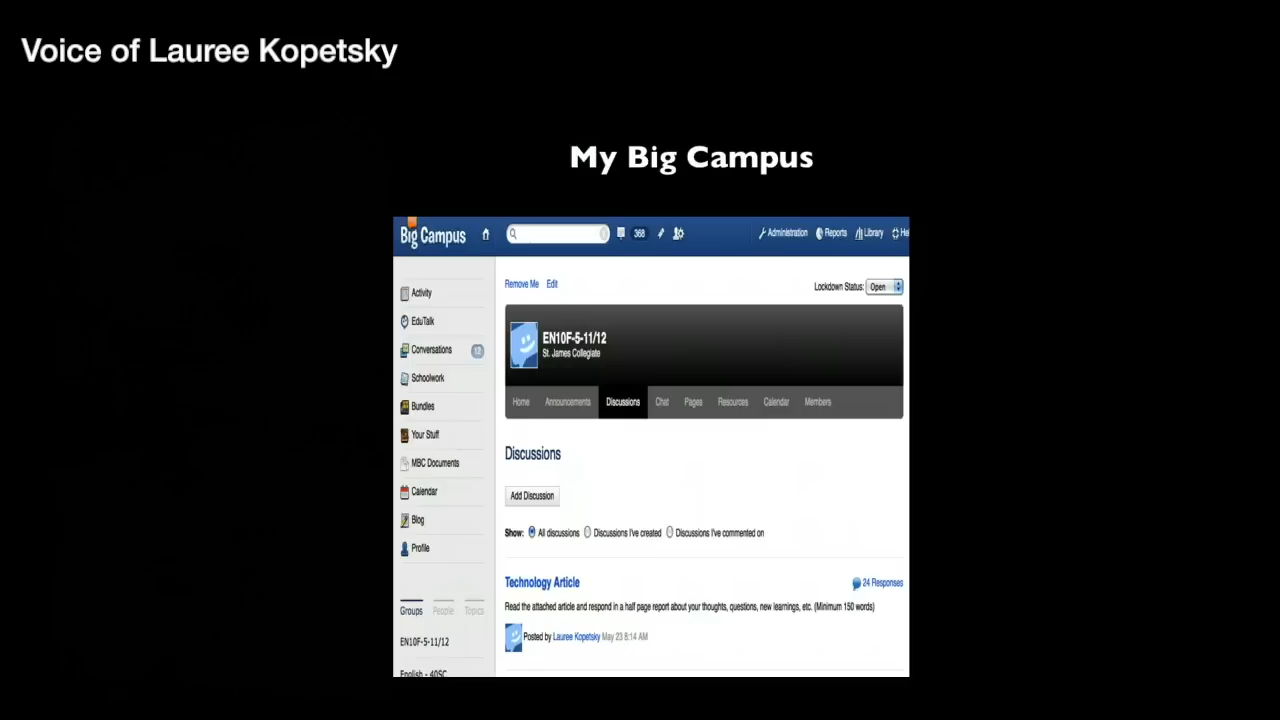 Voice of Lauree Kopetsky
My Big Campus
Big Campus
368
Administration
Reports
Library
Activity
EduTalk
Conversations
12
Schoolwork
Bundles
Your Stuff
MBC Documents
Calendar
Blog
Profile
Groups People Topics
EN10F-5-11/12
English - 40SC
Remove Me Edit
Lockdown Status: Open
EN10F-5-11/12
St. James Collegiate
Home Announcements Discussions Chat Pages Resources Calendar Members
Discussions
Add Discussion
Show: All discussions Discussions I've created Discussions I've commented on
Technology Article
24 Responses
Read the attached article and respond in a half page report about your thoughts, questions, new learnings, etc. (Minimum 150 words)
Posted by Lauree Kopetsky May 23 8:14 AM